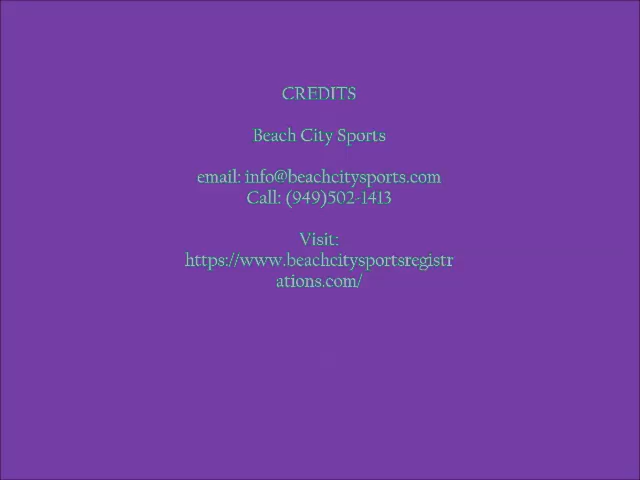 CREDITS
Beach City Sports
email: info@beachcitysports.com
Call: (949)502-1413
Visit:
https://www.beachcitysportsregistr
ations.com/